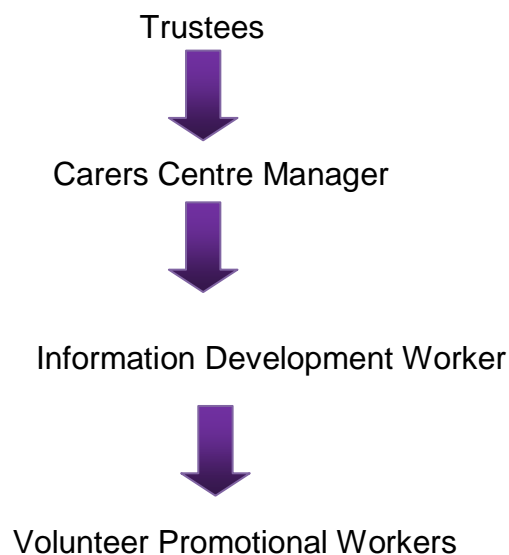 Trustees
Carers Centre Manager
Information Development Worker
Volunteer Promotional Workers